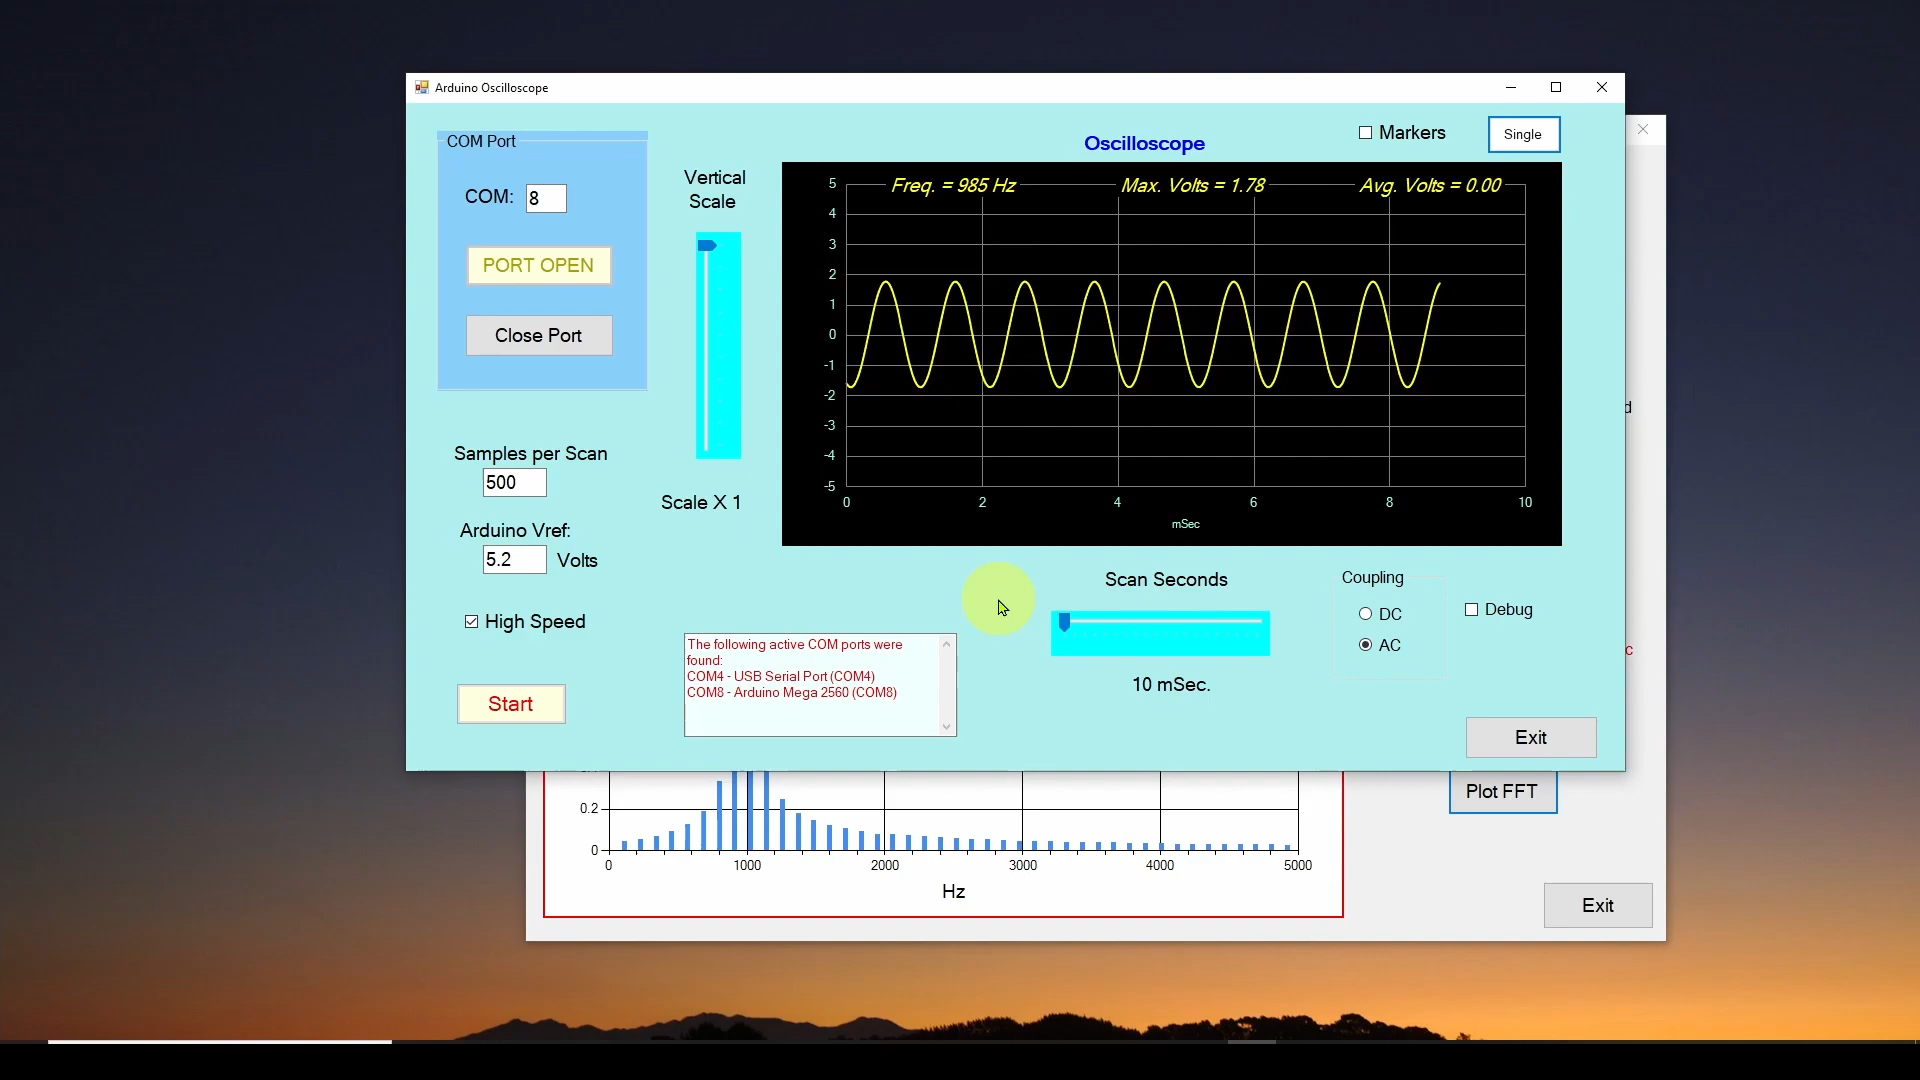 Arduino Oscilloscope
COM Port
COM: 8
PORT OPEN
Close Port
Samples per Scan
500
Arduino Vref:
5.2 Volts
High Speed
Start
Vertical
Scale
Scale X 1
The following active COM ports were
found:
COM4 - USB Serial Port (COM4)
COM8 - Arduino Mega 2560 (COM8)
Oscilloscope
Markers
Single
Freq. = 985 Hz
Max. Volts = 1.78
Avg. Volts = 0.00
5
4
3
2
1
0
-1
-2
-3
-4
-5
0 2 4 6 8 10
mSec
Scan Seconds
10 mSec.
Coupling
DC
AC
Debug
Exit
d
c
0.2
0
0 1000 2000 3000 4000 5000
Hz
Plot FFT
Exit